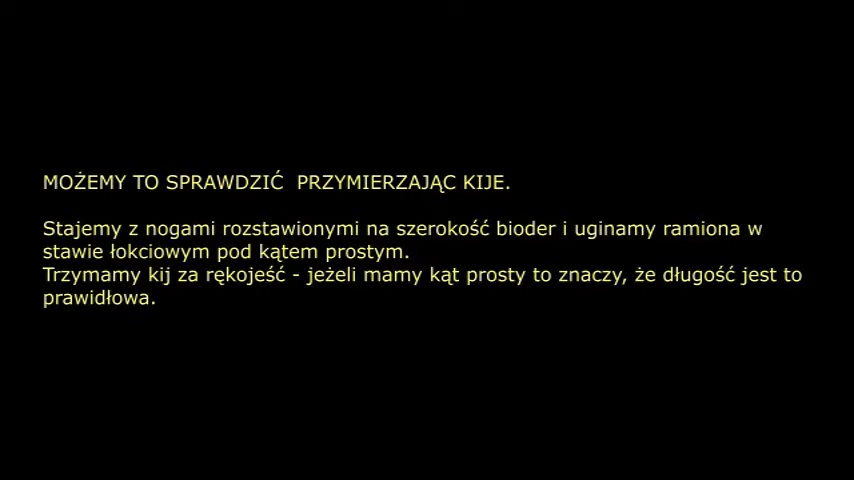 MOŻEMY TO SPRAWDZIĆ  PRZYMIERZAJĄC KIJE.
Stajemy z nogami rozstawionymi na szerokość bioder i uginamy ramiona w
stawie łokciowym pod kątem prostym.
Trzymamy kij za rękojeść - jeżeli mamy kąt prosty to znaczy, że długość jest to
prawidłowa.